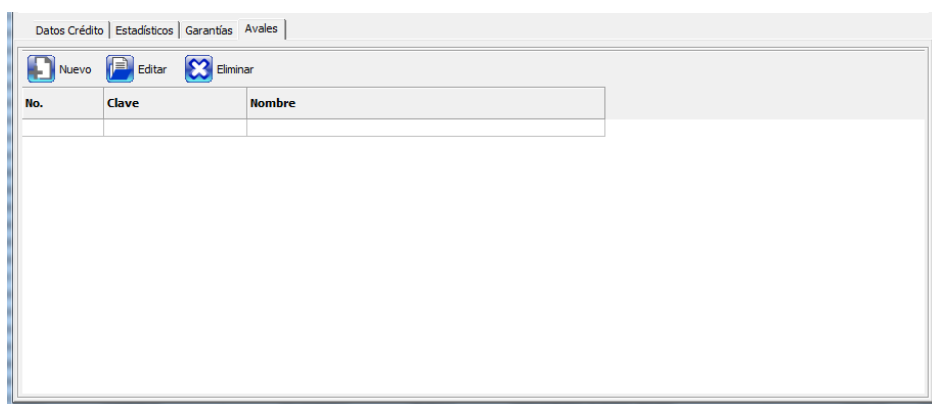 Datos Crédito Estadísticos Garantías Avales
Nuevo Editar Eliminar
No. Clave Nombre